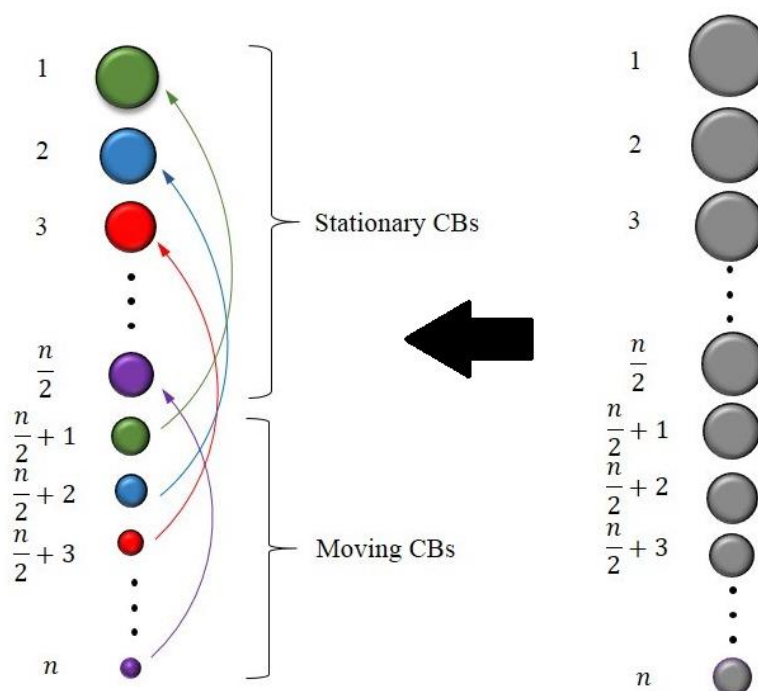 1
2
3
n/2
n/2 + 1
n/2 + 2
n/2 + 3
n
Stationary CBs
Moving CBs
1
2
3
n/2
n/2 + 1
n/2 + 2
n/2 + 3
n